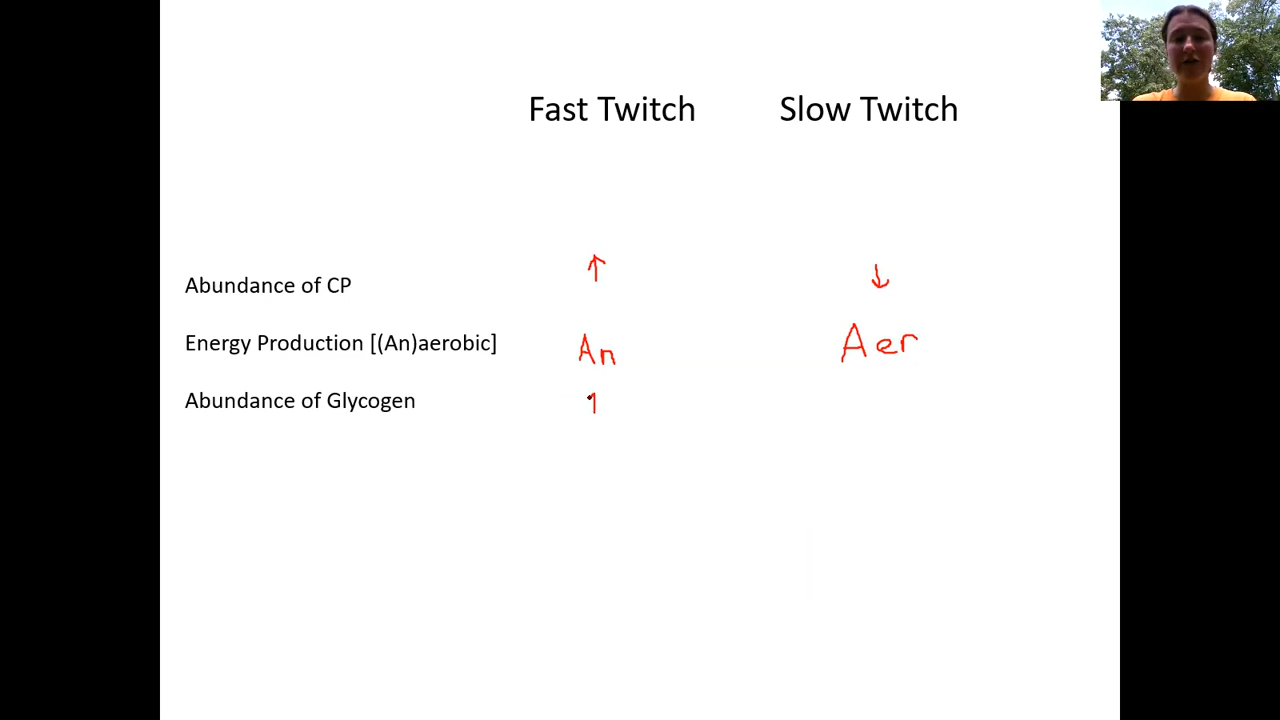 Fast Twitch Slow Twitch
Abundance of CP ↑ ↓
Energy Production [(An)aerobic] An Aer
Abundance of Glycogen ↑